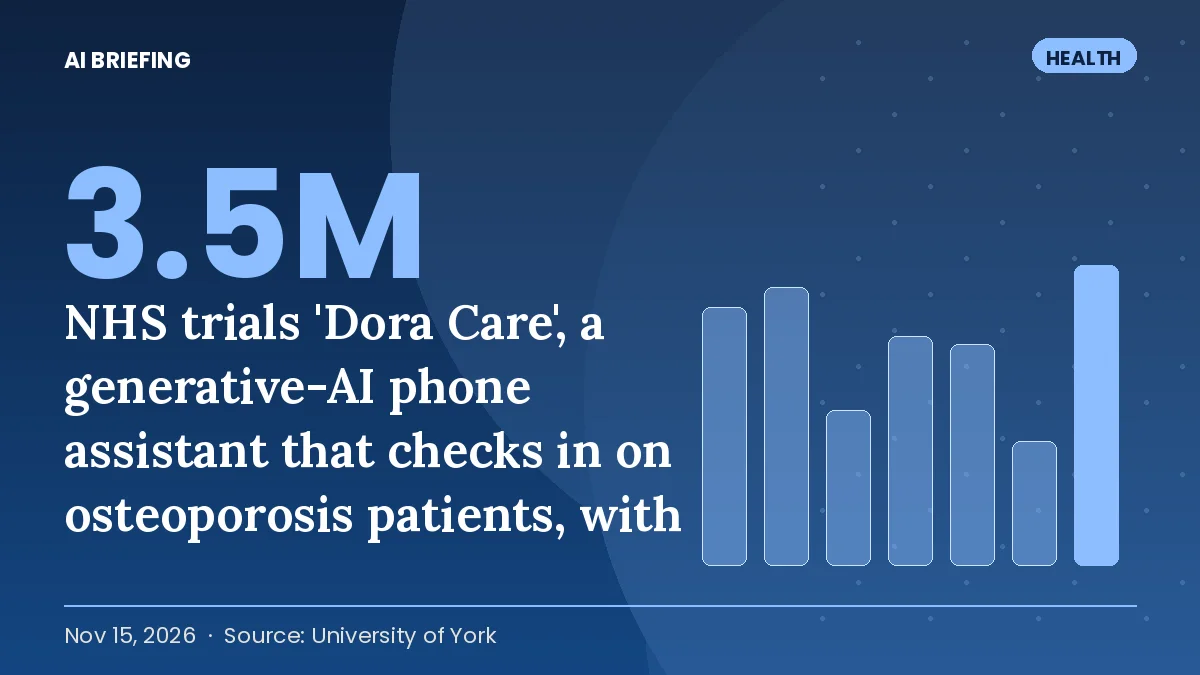 AI BRIEFING
HEALTH
3.5M
NHS trials 'Dora Care', a
generative-AI phone
assistant that checks in on
osteoporosis patients, with
Nov 15, 2026 · Source: University of York